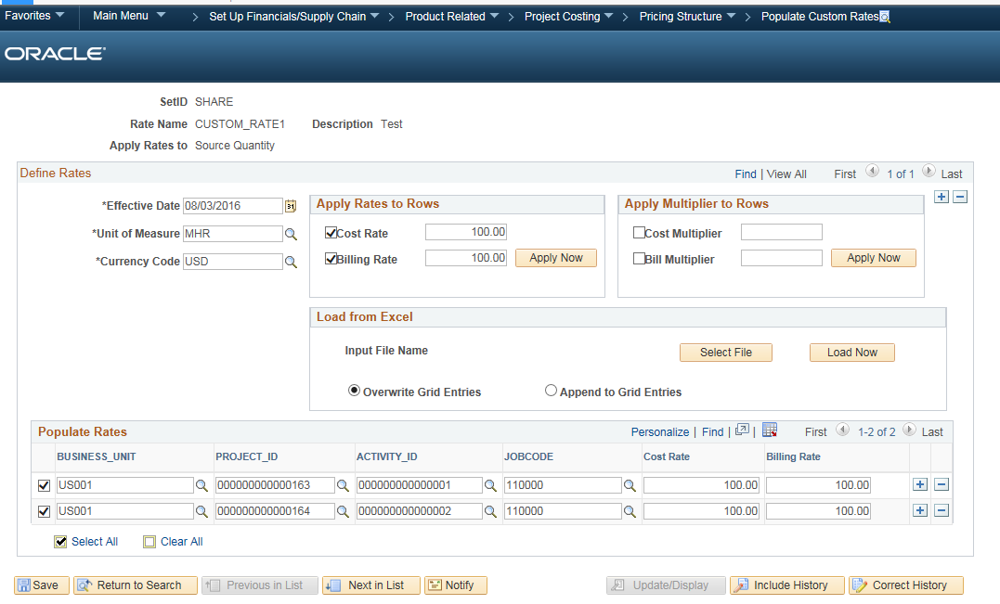 Favorites Main Menu > Set Up Financials/Supply Chain > Product Related > Project Costing > Pricing Structure > Populate Custom Rates
ORACLE
SetID SHARE
Rate Name CUSTOM_RATE1 Description Test
Apply Rates to Source Quantity
Define Rates Find | View All First 1 of 1 Last
*Effective Date 08/03/2016 31 Apply Rates to Rows Apply Multiplier to Rows
*Unit of Measure MHR Cost Rate 100.00 Cost Multiplier
*Currency Code USD Billing Rate 100.00 Apply Now Bill Multiplier Apply Now
Load from Excel
Input File Name Select File Load Now
Overwrite Grid Entries Append to Grid Entries
Populate Rates Personalize | Find | | First 1-2 of 2 Last
BUSINESS_UNIT PROJECT_ID ACTIVITY_ID JOBCODE Cost Rate Billing Rate
US001 000000000000163 000000000000001 110000 100.00 100.00
US001 000000000000164 000000000000002 110000 100.00 100.00
Select All Clear All
Save Return to Search Previous in List Next in List Notify Update/Display Include History Correct History